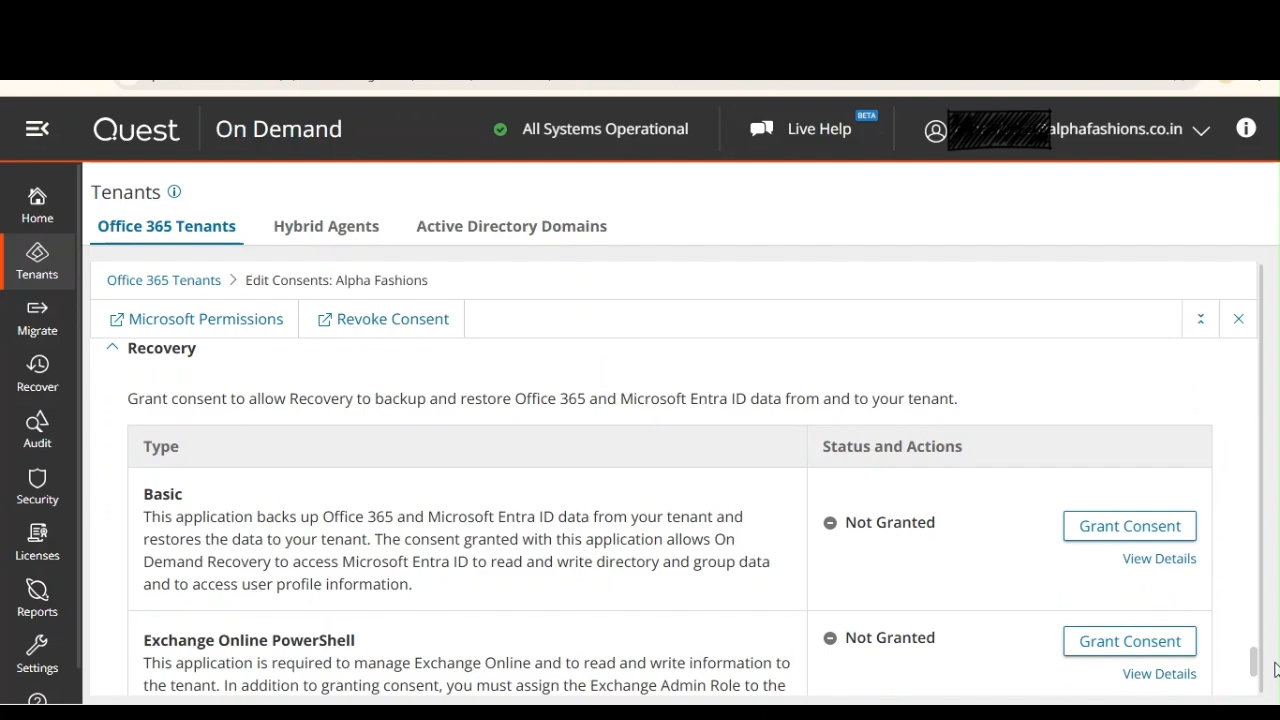 Quest
On Demand
All Systems Operational
Live Help
BETA
alphafashions.co.in
Home
Tenants
Migrate
Recover
Audit
Security
Licenses
Reports
Settings
Tenants
Office 365 Tenants
Hybrid Agents
Active Directory Domains
Office 365 Tenants > Edit Consents: Alpha Fashions
Microsoft Permissions
Revoke Consent
Recovery
Grant consent to allow Recovery to backup and restore Office 365 and Microsoft Entra ID data from and to your tenant.
Type
Status and Actions
Basic
This application backs up Office 365 and Microsoft Entra ID data from your tenant and
restores the data to your tenant. The consent granted with this application allows On
Demand Recovery to access Microsoft Entra ID to read and write directory and group data
and to access user profile information.
Not Granted
Grant Consent
View Details
Exchange Online PowerShell
This application is required to manage Exchange Online and to read and write information to
the tenant. In addition to granting consent, you must assign the Exchange Admin Role to the
Not Granted
Grant Consent
View Details